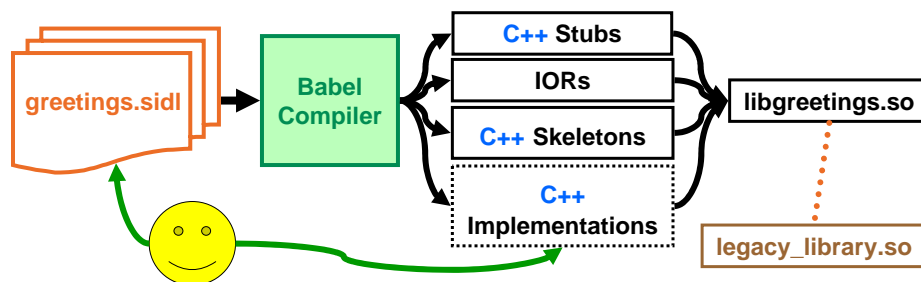 greetings.sidl
Babel
Compiler
C++ Stubs
IORs
C++ Skeletons
C++
Implementations
libgreetings.so
legacy_library.so